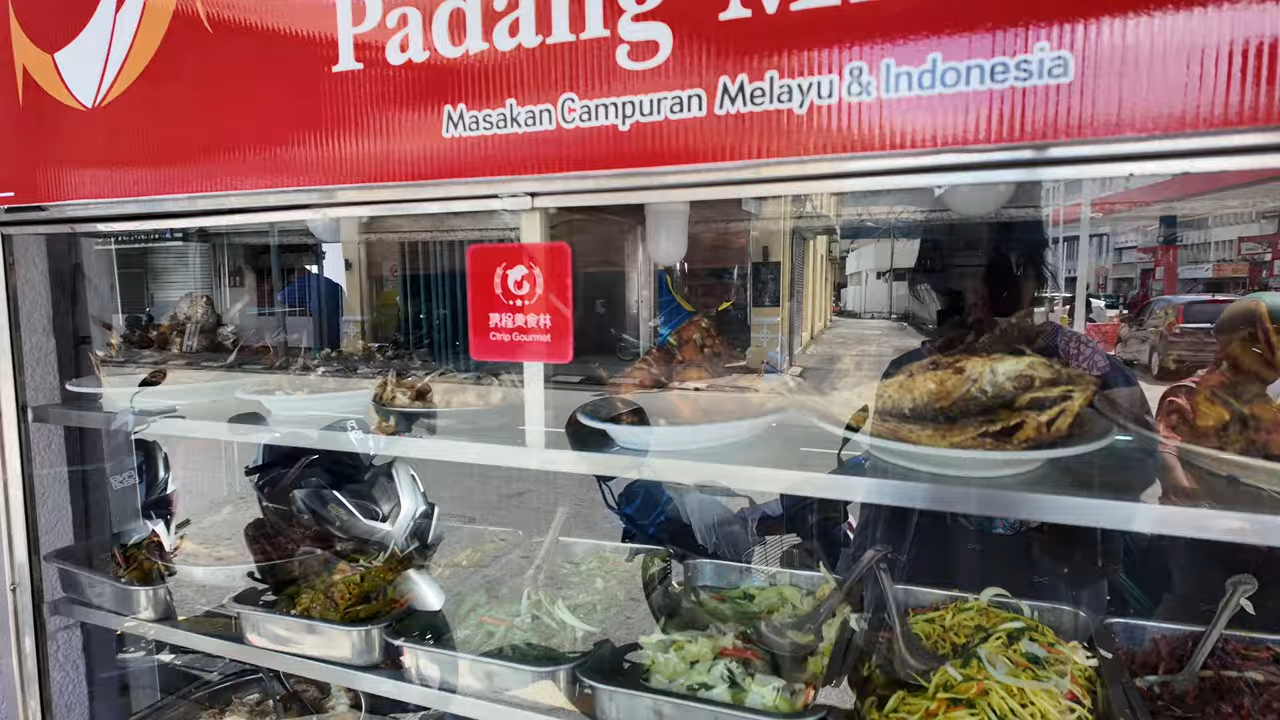 Padang
Masakan Campuran Melayu & Indonesia
携程美食林
Ctrip Gourmet